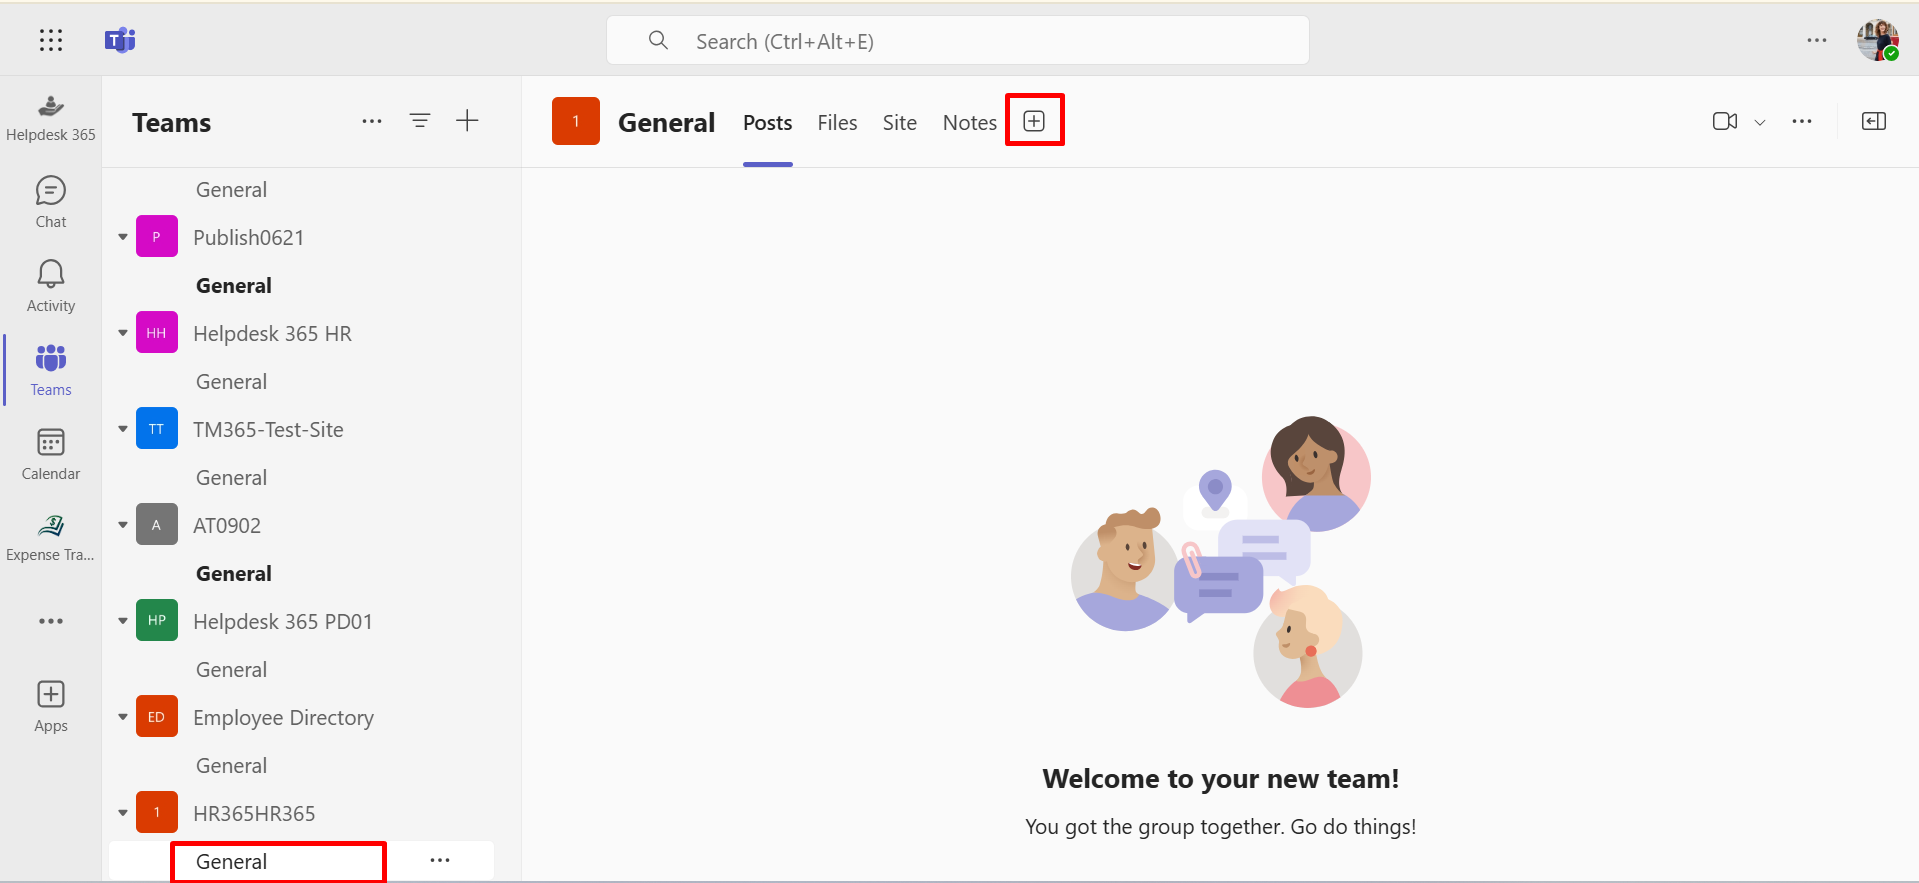 T
Search (Ctrl+Alt+E)
Helpdesk 365
Chat
Activity
Teams
Calendar
$
Expense Tra...
Apps
Teams
General
P Publish0621
General
HH Helpdesk 365 HR
General
TT TM365-Test-Site
General
A AT0902
General
HP Helpdesk 365 PD01
General
ED Employee Directory
General
1 HR365HR365
General
1 General Posts Files Site Notes
Welcome to your new team!
You got the group together. Go do things!